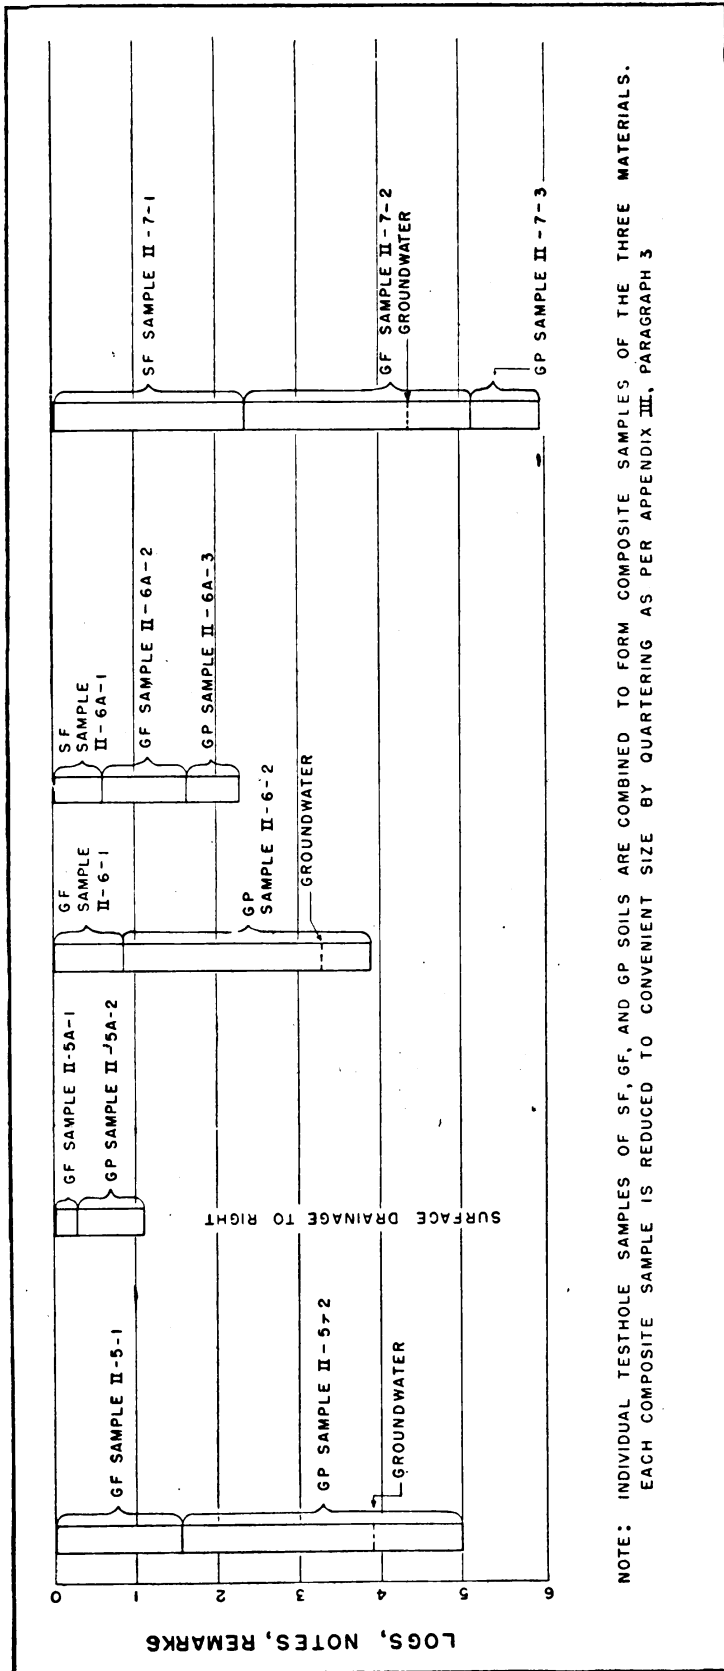 LOGS, NOTES, REMARKS
0
1
2
3
4
5
6
GF SAMPLE II-5-1
GP SAMPLE II-5-2
GROUNDWATER
GF SAMPLE II-5A-1
GP SAMPLE II-5A-2
SURFACE DRAINAGE TO RIGHT
GF
SAMPLE
II-6-1
GP
SAMPLE II-6-2
GROUNDWATER
SF
SAMPLE
II-6A-1
GF SAMPLE II-6A-2
GP SAMPLE II-6A-3
SF SAMPLE II-7-1
GF SAMPLE II-7-2
GROUNDWATER
GP SAMPLE II-7-3
NOTE: INDIVIDUAL TESTHOLE SAMPLES OF SF, GF, AND GP SOILS ARE COMBINED TO FORM COMPOSITE SAMPLES OF THE THREE MATERIALS.
EACH COMPOSITE SAMPLE IS REDUCED TO CONVENIENT SIZE BY QUARTERING AS PER APPENDIX III, PARAGRAPH 3